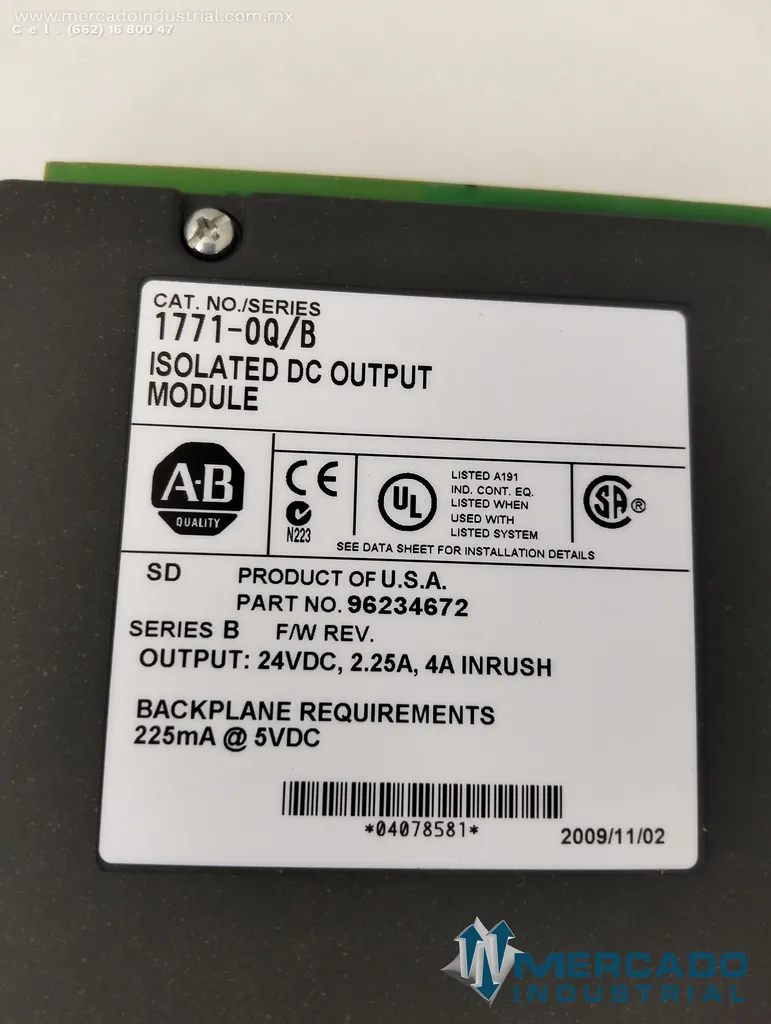 www.mercadoindustrial.com.mx
Cel. (662) 16 800 47
CAT. NO./SERIES
1771-OQ/B
ISOLATED DC OUTPUT
MODULE
A-B
QUALITY
CE
N223
UL
LISTED A191
IND. CONT. EQ.
LISTED WHEN
USED WITH
LISTED SYSTEM
SA ®
SEE DATA SHEET FOR INSTALLATION DETAILS
SD PRODUCT OF U.S.A.
PART NO. 96234672
SERIES B F/W REV.
OUTPUT: 24VDC, 2.25A, 4A INRUSH
BACKPLANE REQUIREMENTS
225mA @ 5VDC
*04078581*
2009/11/02
MERCADO
INDUSTRIAL